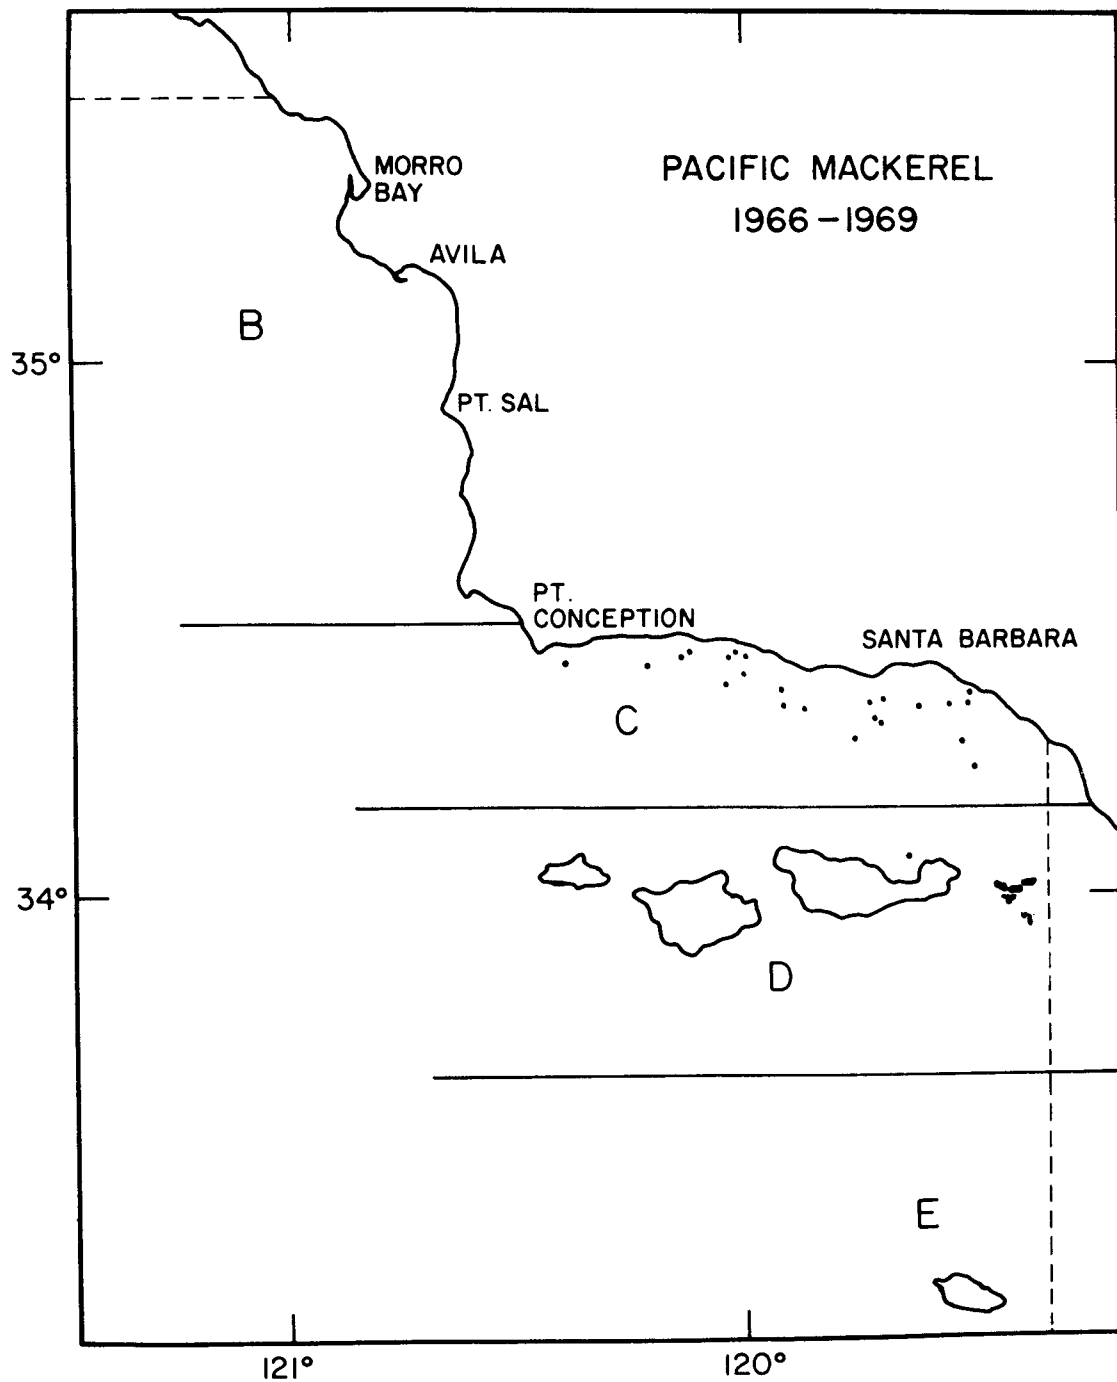 PACIFIC MACKEREL
1966-1969
MORRO
BAY
AVILA
B
35°
PT. SAL
PT.
CONCEPTION
SANTA BARBARA
C
34°
D
E
121°
120°